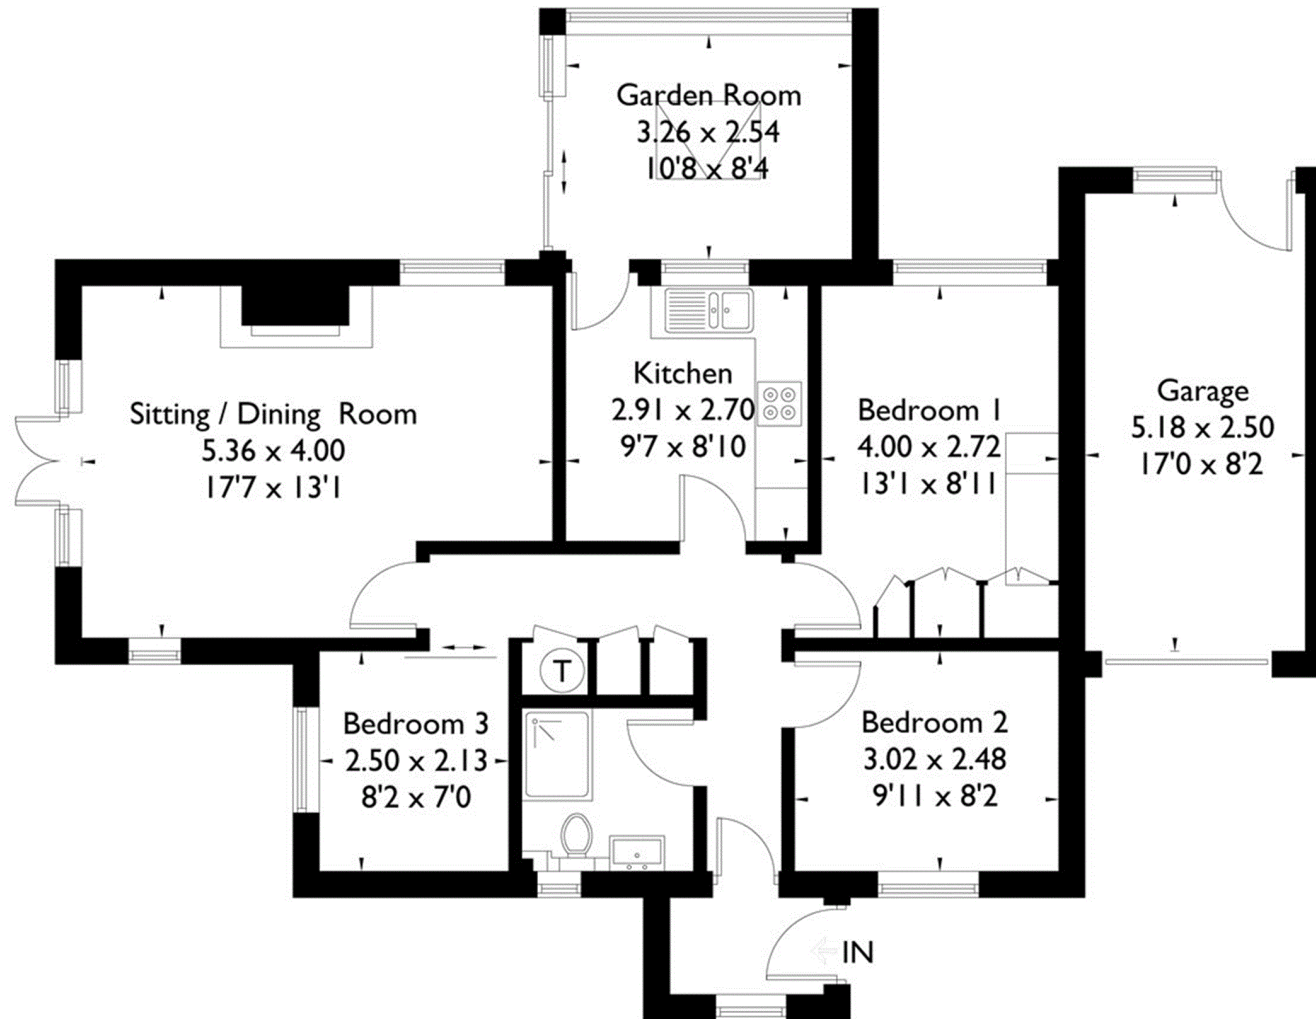 Garden Room
3.26 x 2.54
10'8 x 8'4
Sitting / Dining Room
5.36 x 4.00
17'7 x 13'1
Kitchen
2.91 x 2.70
9'7 x 8'10
Bedroom 1
4.00 x 2.72
13'1 x 8'11
Garage
5.18 x 2.50
17'0 x 8'2
T
Bedroom 3
2.50 x 2.13
8'2 x 7'0
Bedroom 2
3.02 x 2.48
9'11 x 8'2
IN